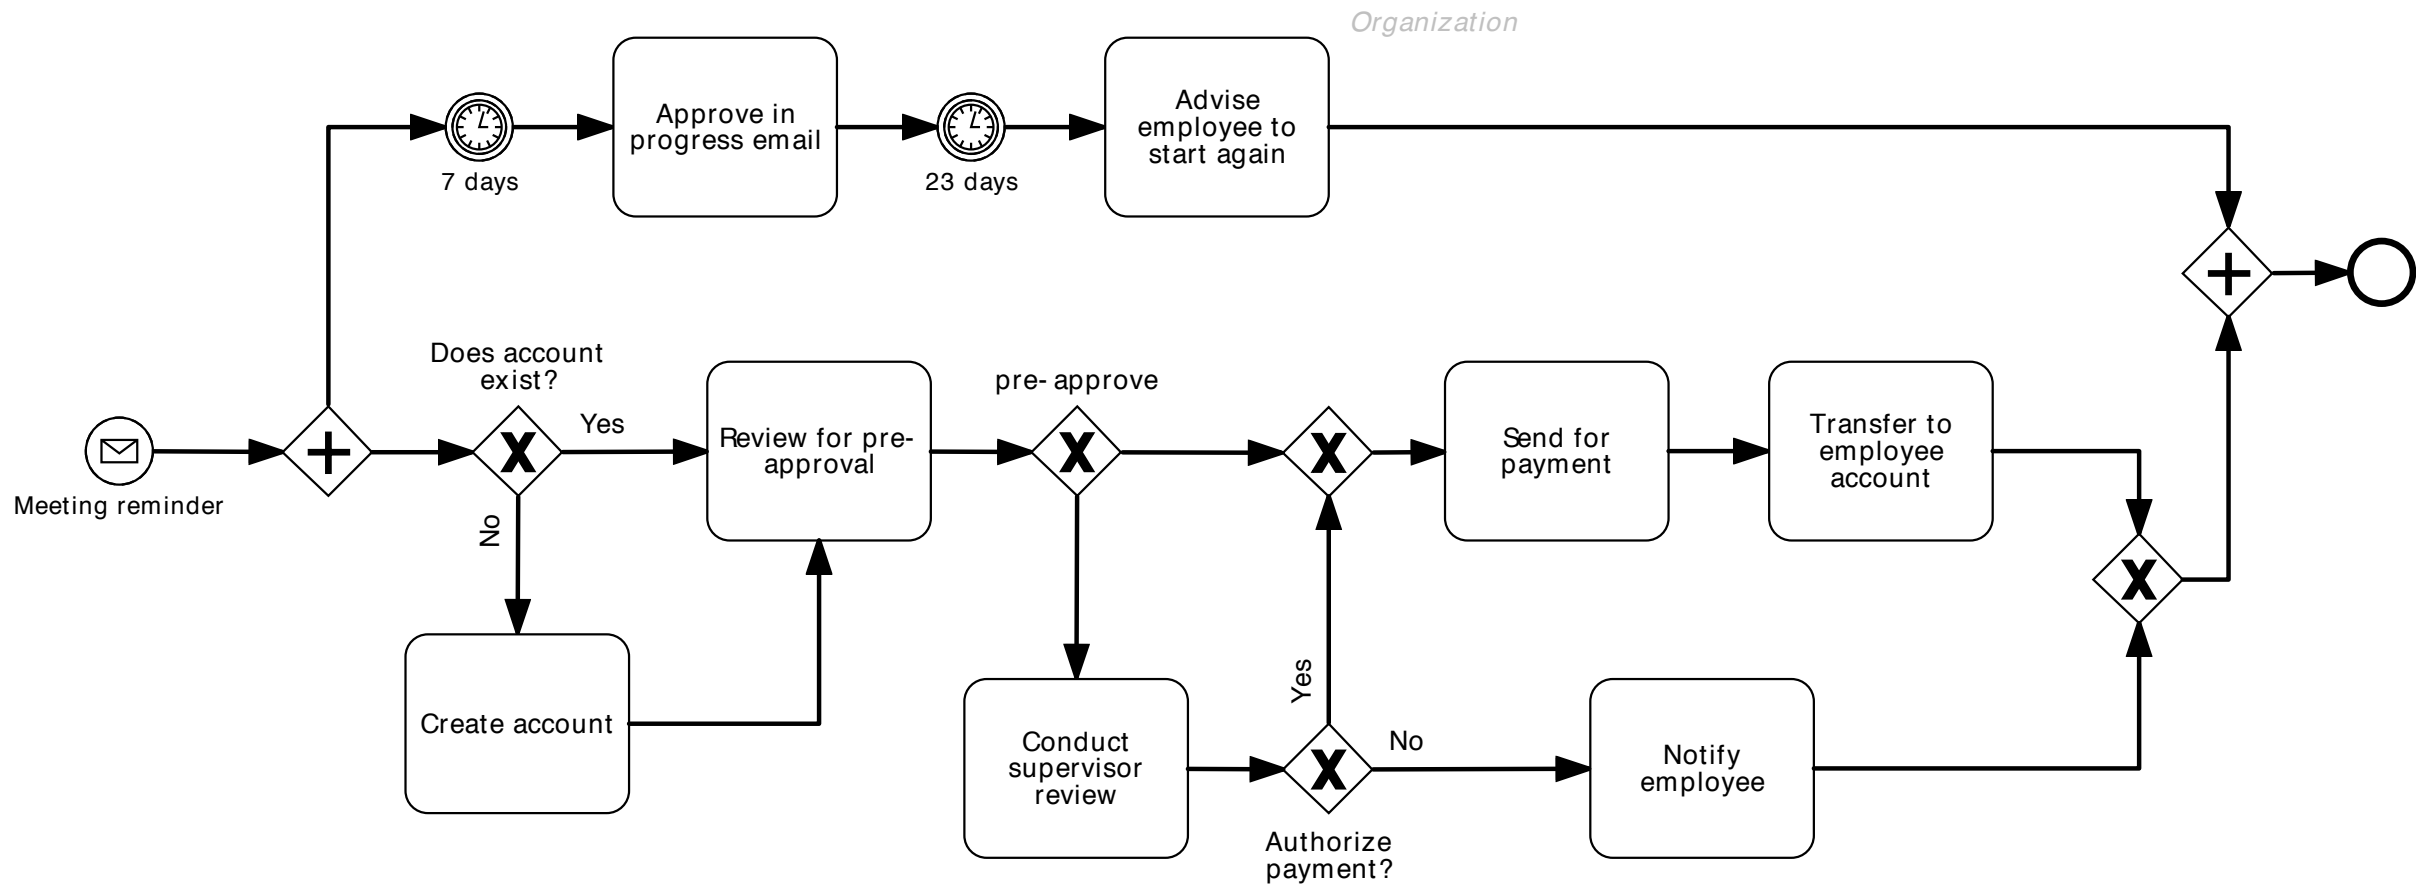 Organization
Approve in
progress email
Advise
employee to
start again
7 days
23 days
Does account
exist?
Yes
pre- approve
Review for pre-
approval
Send for
payment
Transfer to
employee
account
Meeting reminder
No
Create account
Yes
Conduct
supervisor
review
No
Notify
employee
Authorize
payment?